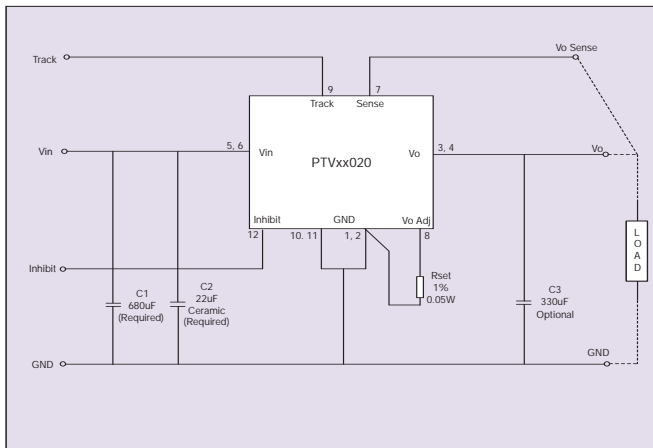 Vo Sense
Track
9
7
Track
Sense
5, 6
3, 4
Vin
Vin
Vo
Vo
PTVxx020
Inhibit
GND
Vo Adj
12
10. 11
1, 2
8
Inhibit
L
O
A
D
Rset
1%
0.05W
C1
680uF
(Required)
C2
22uF
Ceramic
(Required)
C3
330uF
Optional
GND
GND